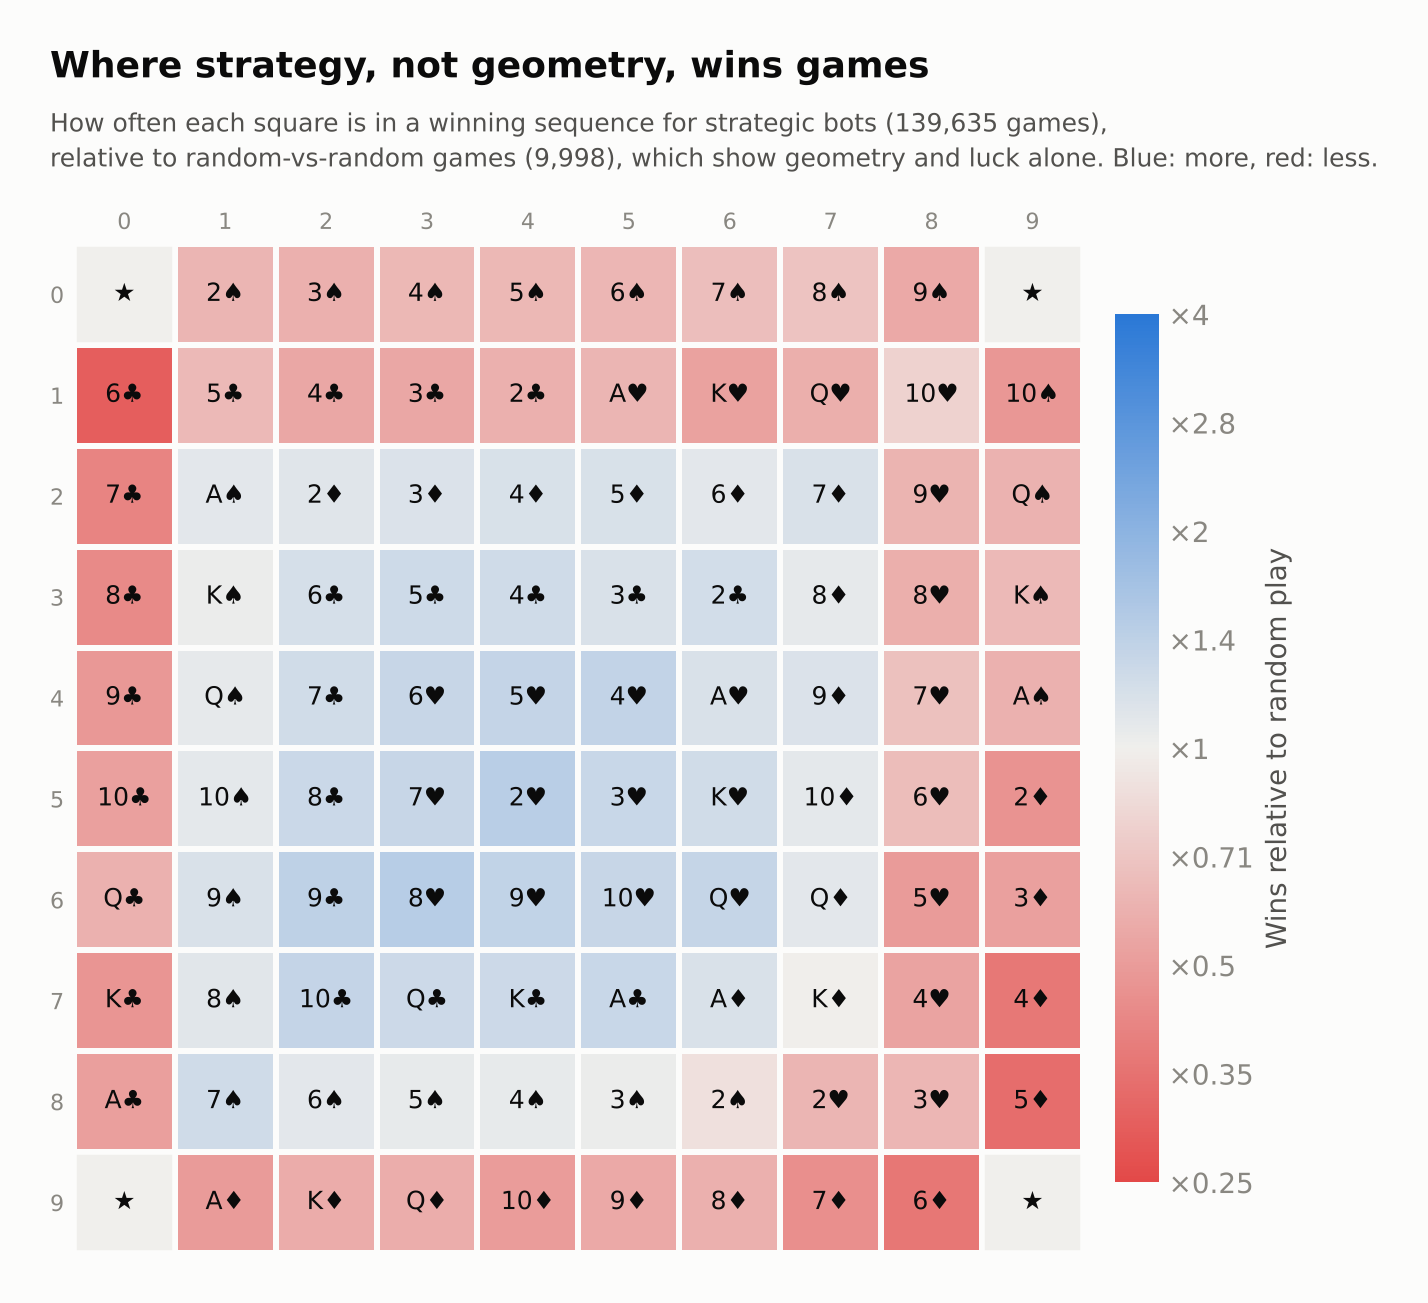 Where strategy, not geometry, wins games
How often each square is in a winning sequence for strategic bots (139,635 games),
relative to random-vs-random games (9,998), which show geometry and luck alone. Blue: more, red: less.
0 1 2 3 4 5 6 7 8 9
0 ★ 2♠ 3♠ 4♠ 5♠ 6♠ 7♠ 8♠ 9♠ ★
1 6♣ 5♣ 4♣ 3♣ 2♣ A♥ K♥ Q♥ 10♥ 10♠
2 7♣ A♠ 2♦ 3♦ 4♦ 5♦ 6♦ 7♦ 9♥ Q♠
3 8♣ K♠ 6♣ 5♣ 4♣ 3♣ 2♣ 8♦ 8♥ K♠
4 9♣ Q♠ 7♣ 6♥ 5♥ 4♥ A♥ 9♦ 7♥ A♠
5 10♣ 10♠ 8♣ 7♥ 2♥ 3♥ K♥ 10♦ 6♥ 2♦
6 Q♣ 9♠ 9♣ 8♥ 9♥ 10♥ Q♥ Q♦ 5♥ 3♦
7 K♣ 8♠ 10♣ Q♣ K♣ A♣ A♦ K♦ 4♥ 4♦
8 A♣ 7♠ 6♠ 5♠ 4♠ 3♠ 2♠ 2♥ 3♥ 5♦
9 ★ A♦ K♦ Q♦ 10♦ 9♦ 8♦ 7♦ 6♦ ★
×4
×2.8
×2
×1.4
×1
×0.71
×0.5
×0.35
×0.25
Wins relative to random play